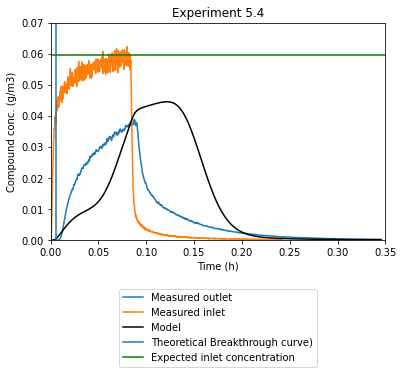 Experiment 5.4
Compound conc. (g/m3)
0.07
0.06
0.05
0.04
0.03
0.02
0.01
0.00
0.00 0.05 0.10 0.15 0.20 0.25 0.30 0.35
Time (h)
Measured outlet
Measured inlet
Model
Theoretical Breakthrough curve)
Expected inlet concentration